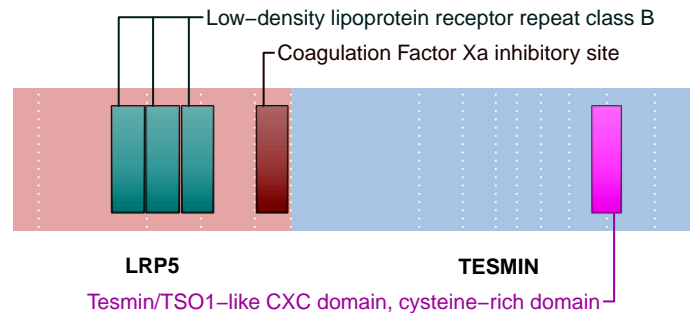 Low−density lipoprotein receptor repeat class B
Coagulation Factor Xa inhibitory site
LRP5 TESMIN
Tesmin/TSO1−like CXC domain, cysteine−rich domain